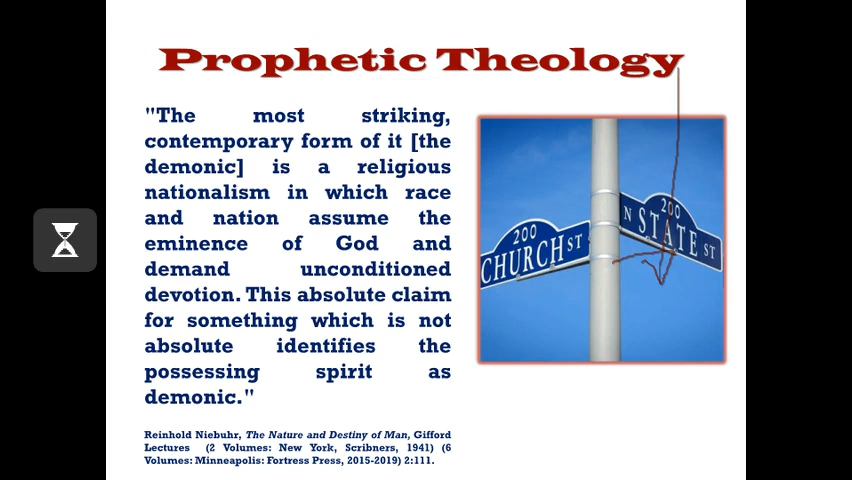 Prophetic Theology
"The most striking,
contemporary form of it [the
demonic] is a religious
nationalism in which race
and nation assume the
eminence of God and
demand unconditioned
devotion. This absolute claim
for something which is not
absolute identifies the
possessing spirit as
demonic."
200
CHURCH ST
200
N STATE ST
Reinhold Niebuhr, The Nature and Destiny of Man, Gifford
Lectures (2 Volumes: New York, Scribners, 1941) (6
Volumes: Minneapolis: Fortress Press, 2015-2019) 2:111.